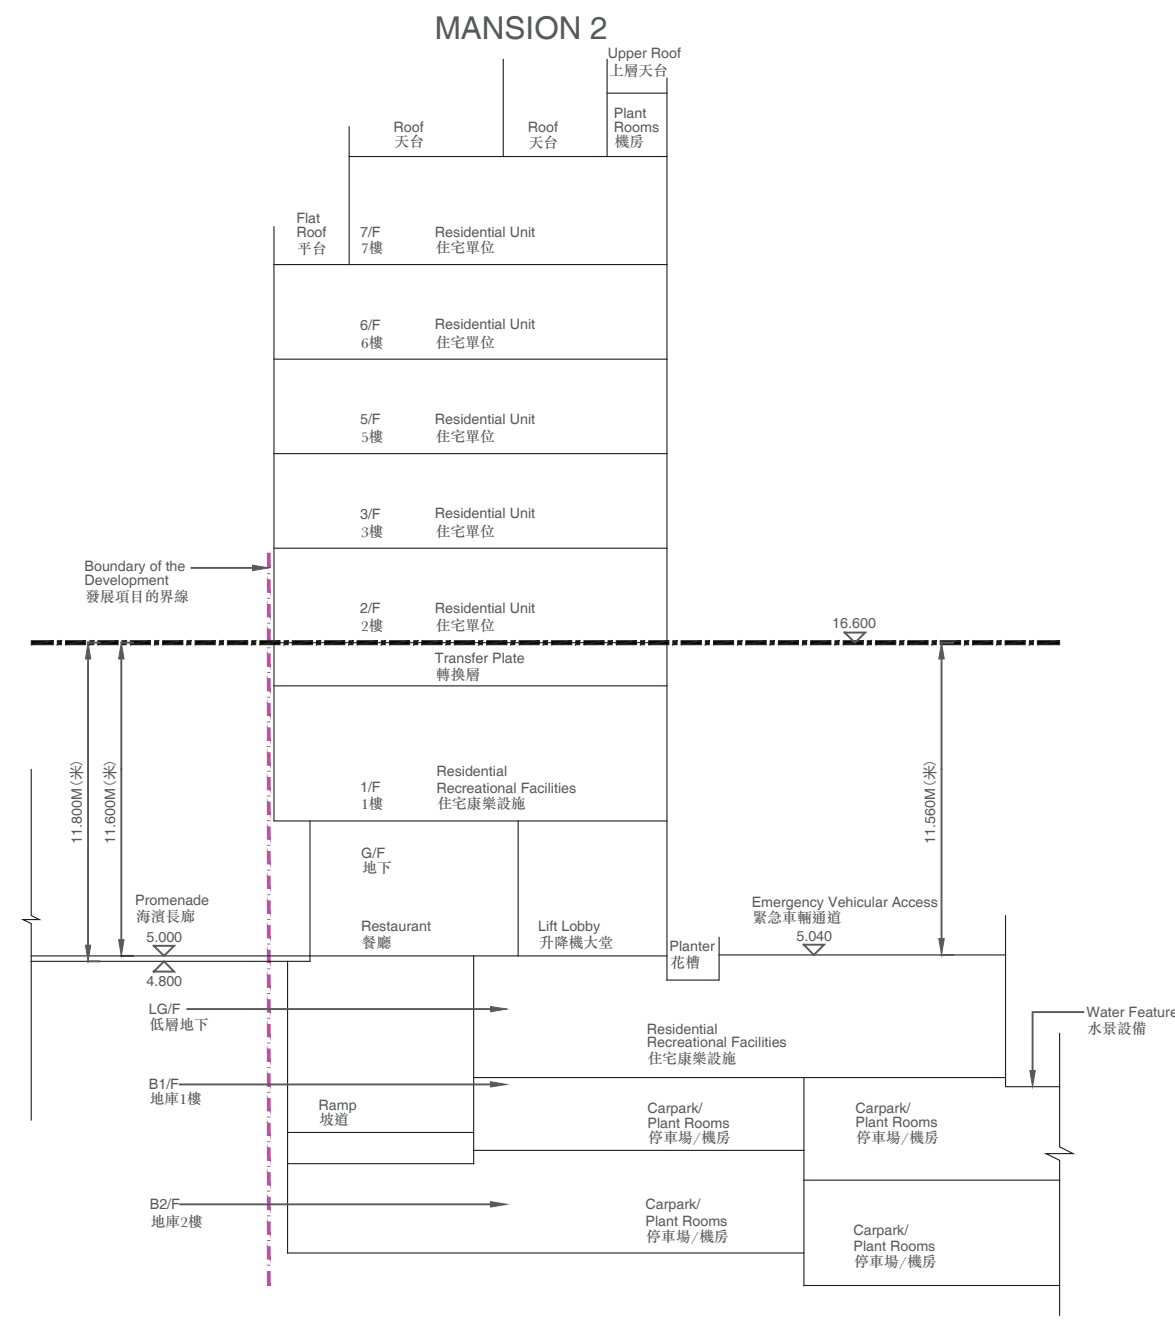 MANSION 2
Upper Roof
上層天台
Plant
Rooms
機房
Roof
天台
Roof
天台
Flat
Roof
平台
7/F Residential Unit
7樓 住宅單位
6/F Residential Unit
6樓 住宅單位
5/F Residential Unit
5樓 住宅單位
3/F Residential Unit
3樓 住宅單位
Boundary of the
Development
發展項目的界線
2/F Residential Unit
2樓 住宅單位
16.600
Transfer Plate
轉換層
11.800M (米)
11.600M (米)
11.560M (米)
Residential
1/F Recreational Facilities
1樓 住宅康樂設施
G/F
地下
Promenade
海濱長廊
5.000
4.800
Restaurant
餐廳
Lift Lobby
升降機大堂
Planter
花槽
Emergency Vehicular Access
緊急車輛通道
5.040
LG/F
低層地下
Residential
Recreational Facilities
住宅康樂設施
Water Feature
水景設備
B1/F
地庫1樓
Ramp
坡道
Carpark/
Plant Rooms
停車場/機房
Carpark/
Plant Rooms
停車場/機房
B2/F
地庫2樓
Carpark/
Plant Rooms
停車場/機房
Carpark/
Plant Rooms
停車場/機房